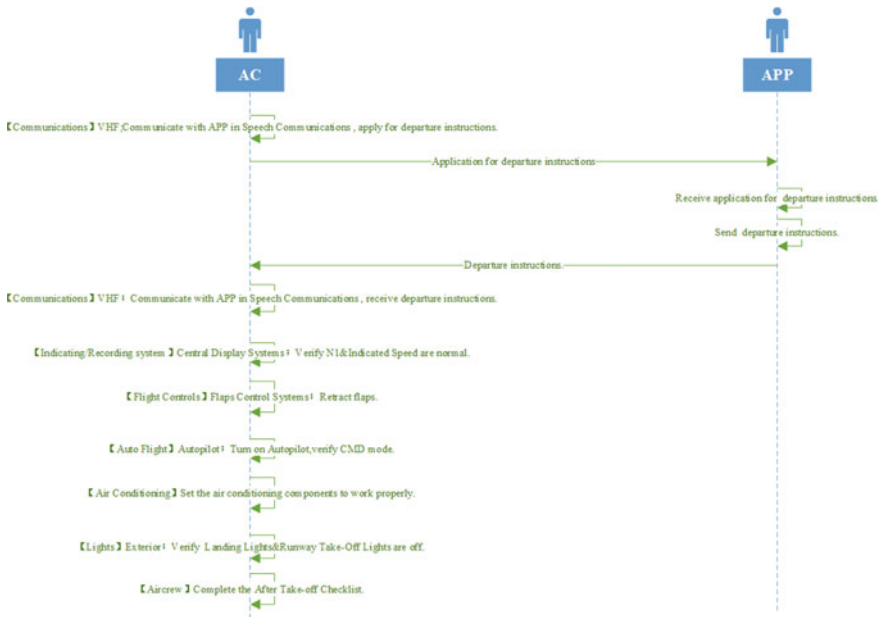 AC
APP
【Communications】VHF;Communicate with APP in Speech Communications , apply for departure instructions.
Application for departure instructions
Receive application for departure instructions
Send departure instructions.
Departure instructions.
【Communications】VHF： Communicate with APP in Speech Communications , receive departure instructions.
【Indicating/Recording system】Central Display Systems： Verify N1&Indicated Speed are normal.
【Flight Controls】Flaps Control Systems： Retract flaps.
【Auto Flight】Autopilot： Turn on Autopilot,verify CMD mode.
【Air Conditioning】Set the air conditioning components to work properly.
【Lights】Exterior： Verify Landing Lights&Runway Take-Off Lights are off.
【Aircrew】Complete the After Take-off Checklist.